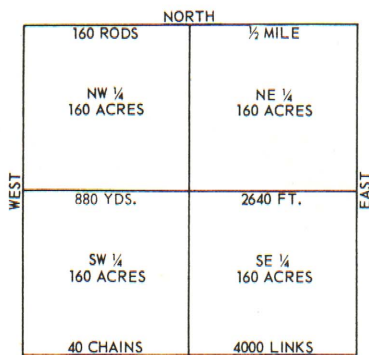 NORTH
160 RODS
½ MILE
NW ¼
160 ACRES
NE ¼
160 ACRES
WEST
EAST
880 YDS.
2640 FT.
SW ¼
160 ACRES
SE ¼
160 ACRES
40 CHAINS
4000 LINKS